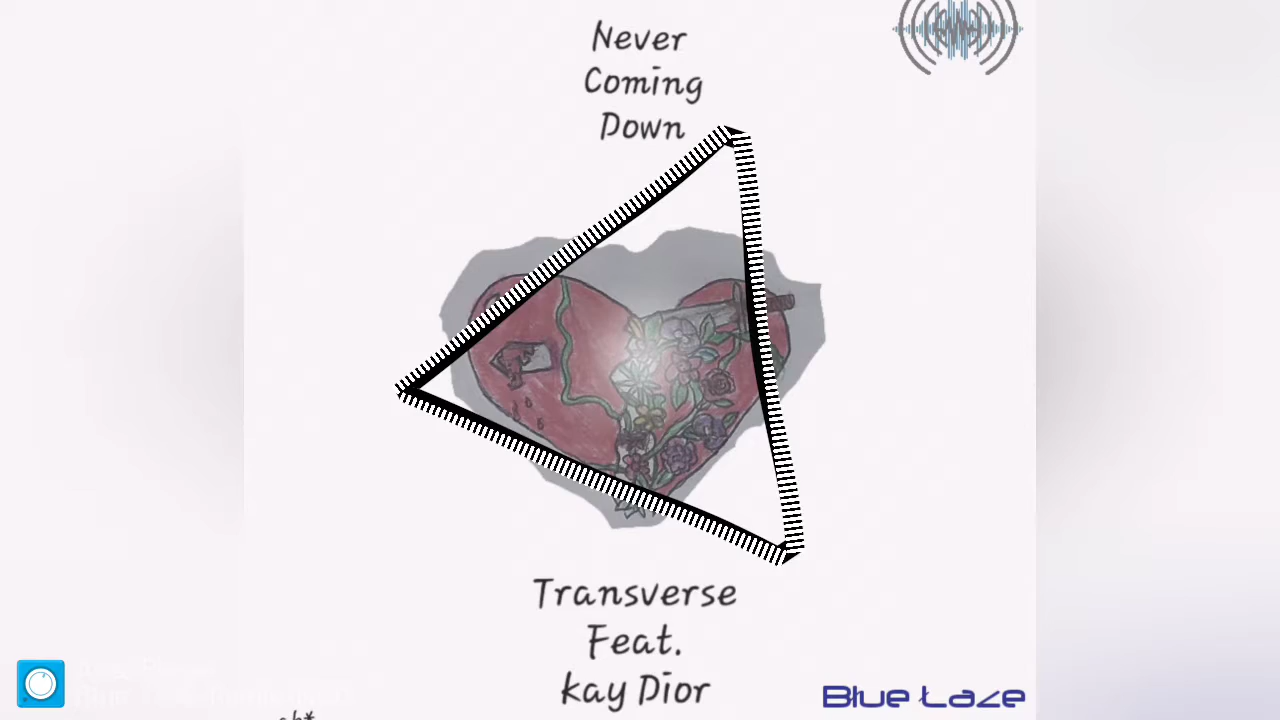 Never
Coming
Down
Transverse
Feat.
kay Dior
Blue Laze